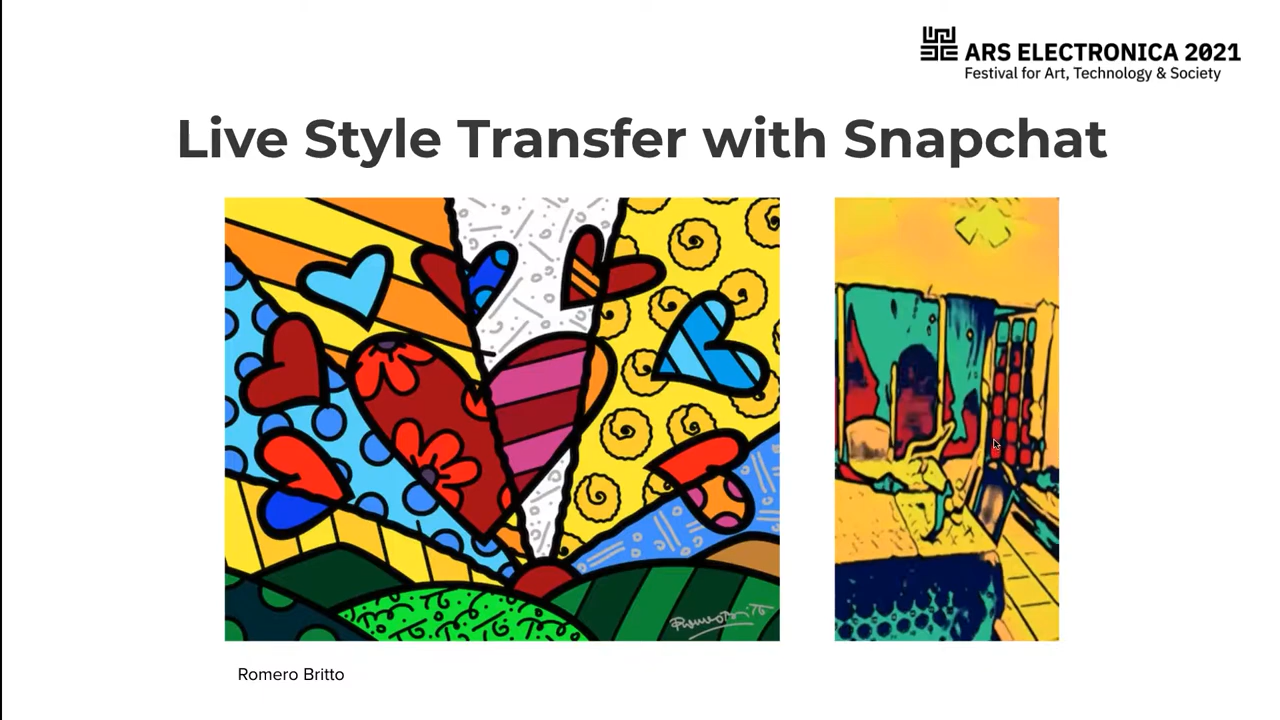 ARS ELECTRONICA 2021
Festival for Art, Technology & Society
Live Style Transfer with Snapchat
Romero Britto